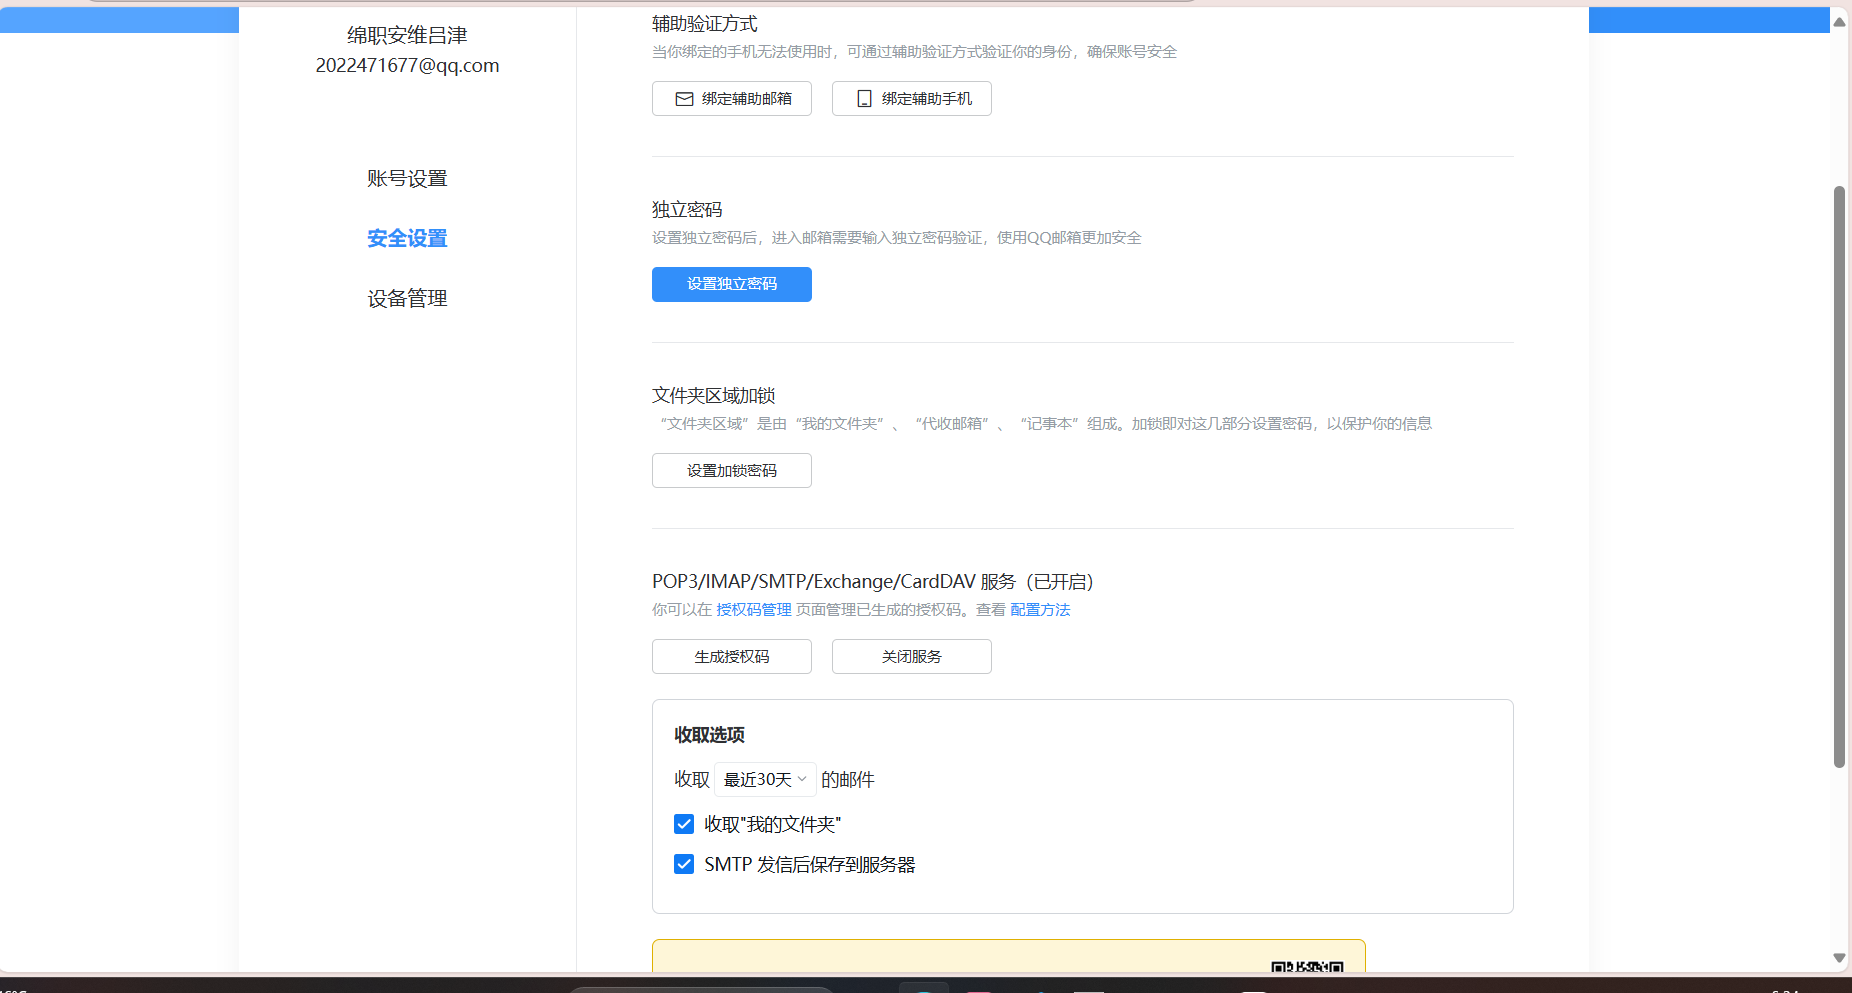 绵职安维吕津
2022471677@qq.com
账号设置
安全设置
设备管理
辅助验证方式
当你绑定的手机无法使用时，可通过辅助验证方式验证你的身份，确保账号安全
绑定辅助邮箱
绑定辅助手机
独立密码
设置独立密码后，进入邮箱需要输入独立密码验证，使用QQ邮箱更加安全
设置独立密码
文件夹区域加锁
“文件夹区域”是由“我的文件夹”、“代收邮箱”、“记事本”组成。加锁即对这几部分设置密码，以保护你的信息
设置加锁密码
POP3/IMAP/SMTP/Exchange/CardDAV 服务（已开启）
你可以在 授权码管理 页面管理已生成的授权码。查看 配置方法
生成授权码
关闭服务
收取选项
收取 最近30天 的邮件
收取"我的文件夹"
SMTP 发信后保存到服务器